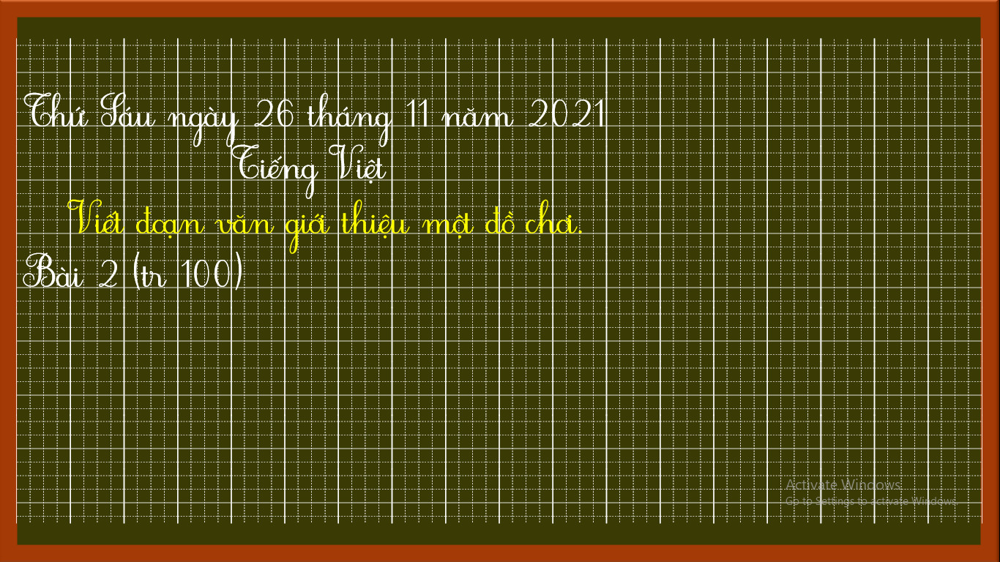 Thứ Sáu ngày 26 tháng 11 năm 2021
Tiếng Việt
Viết đoạn văn giới thiệu một đồ chơi.
Bài 2 (tr 100)
Activate Windows
Go to Settings to activate Windows.